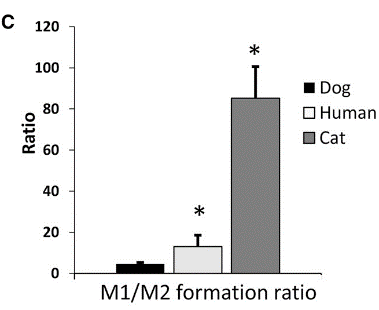 C
120
100
80
60
40
20
0
Ratio
*
*
Dog
Human
Cat
M1/M2 formation ratio